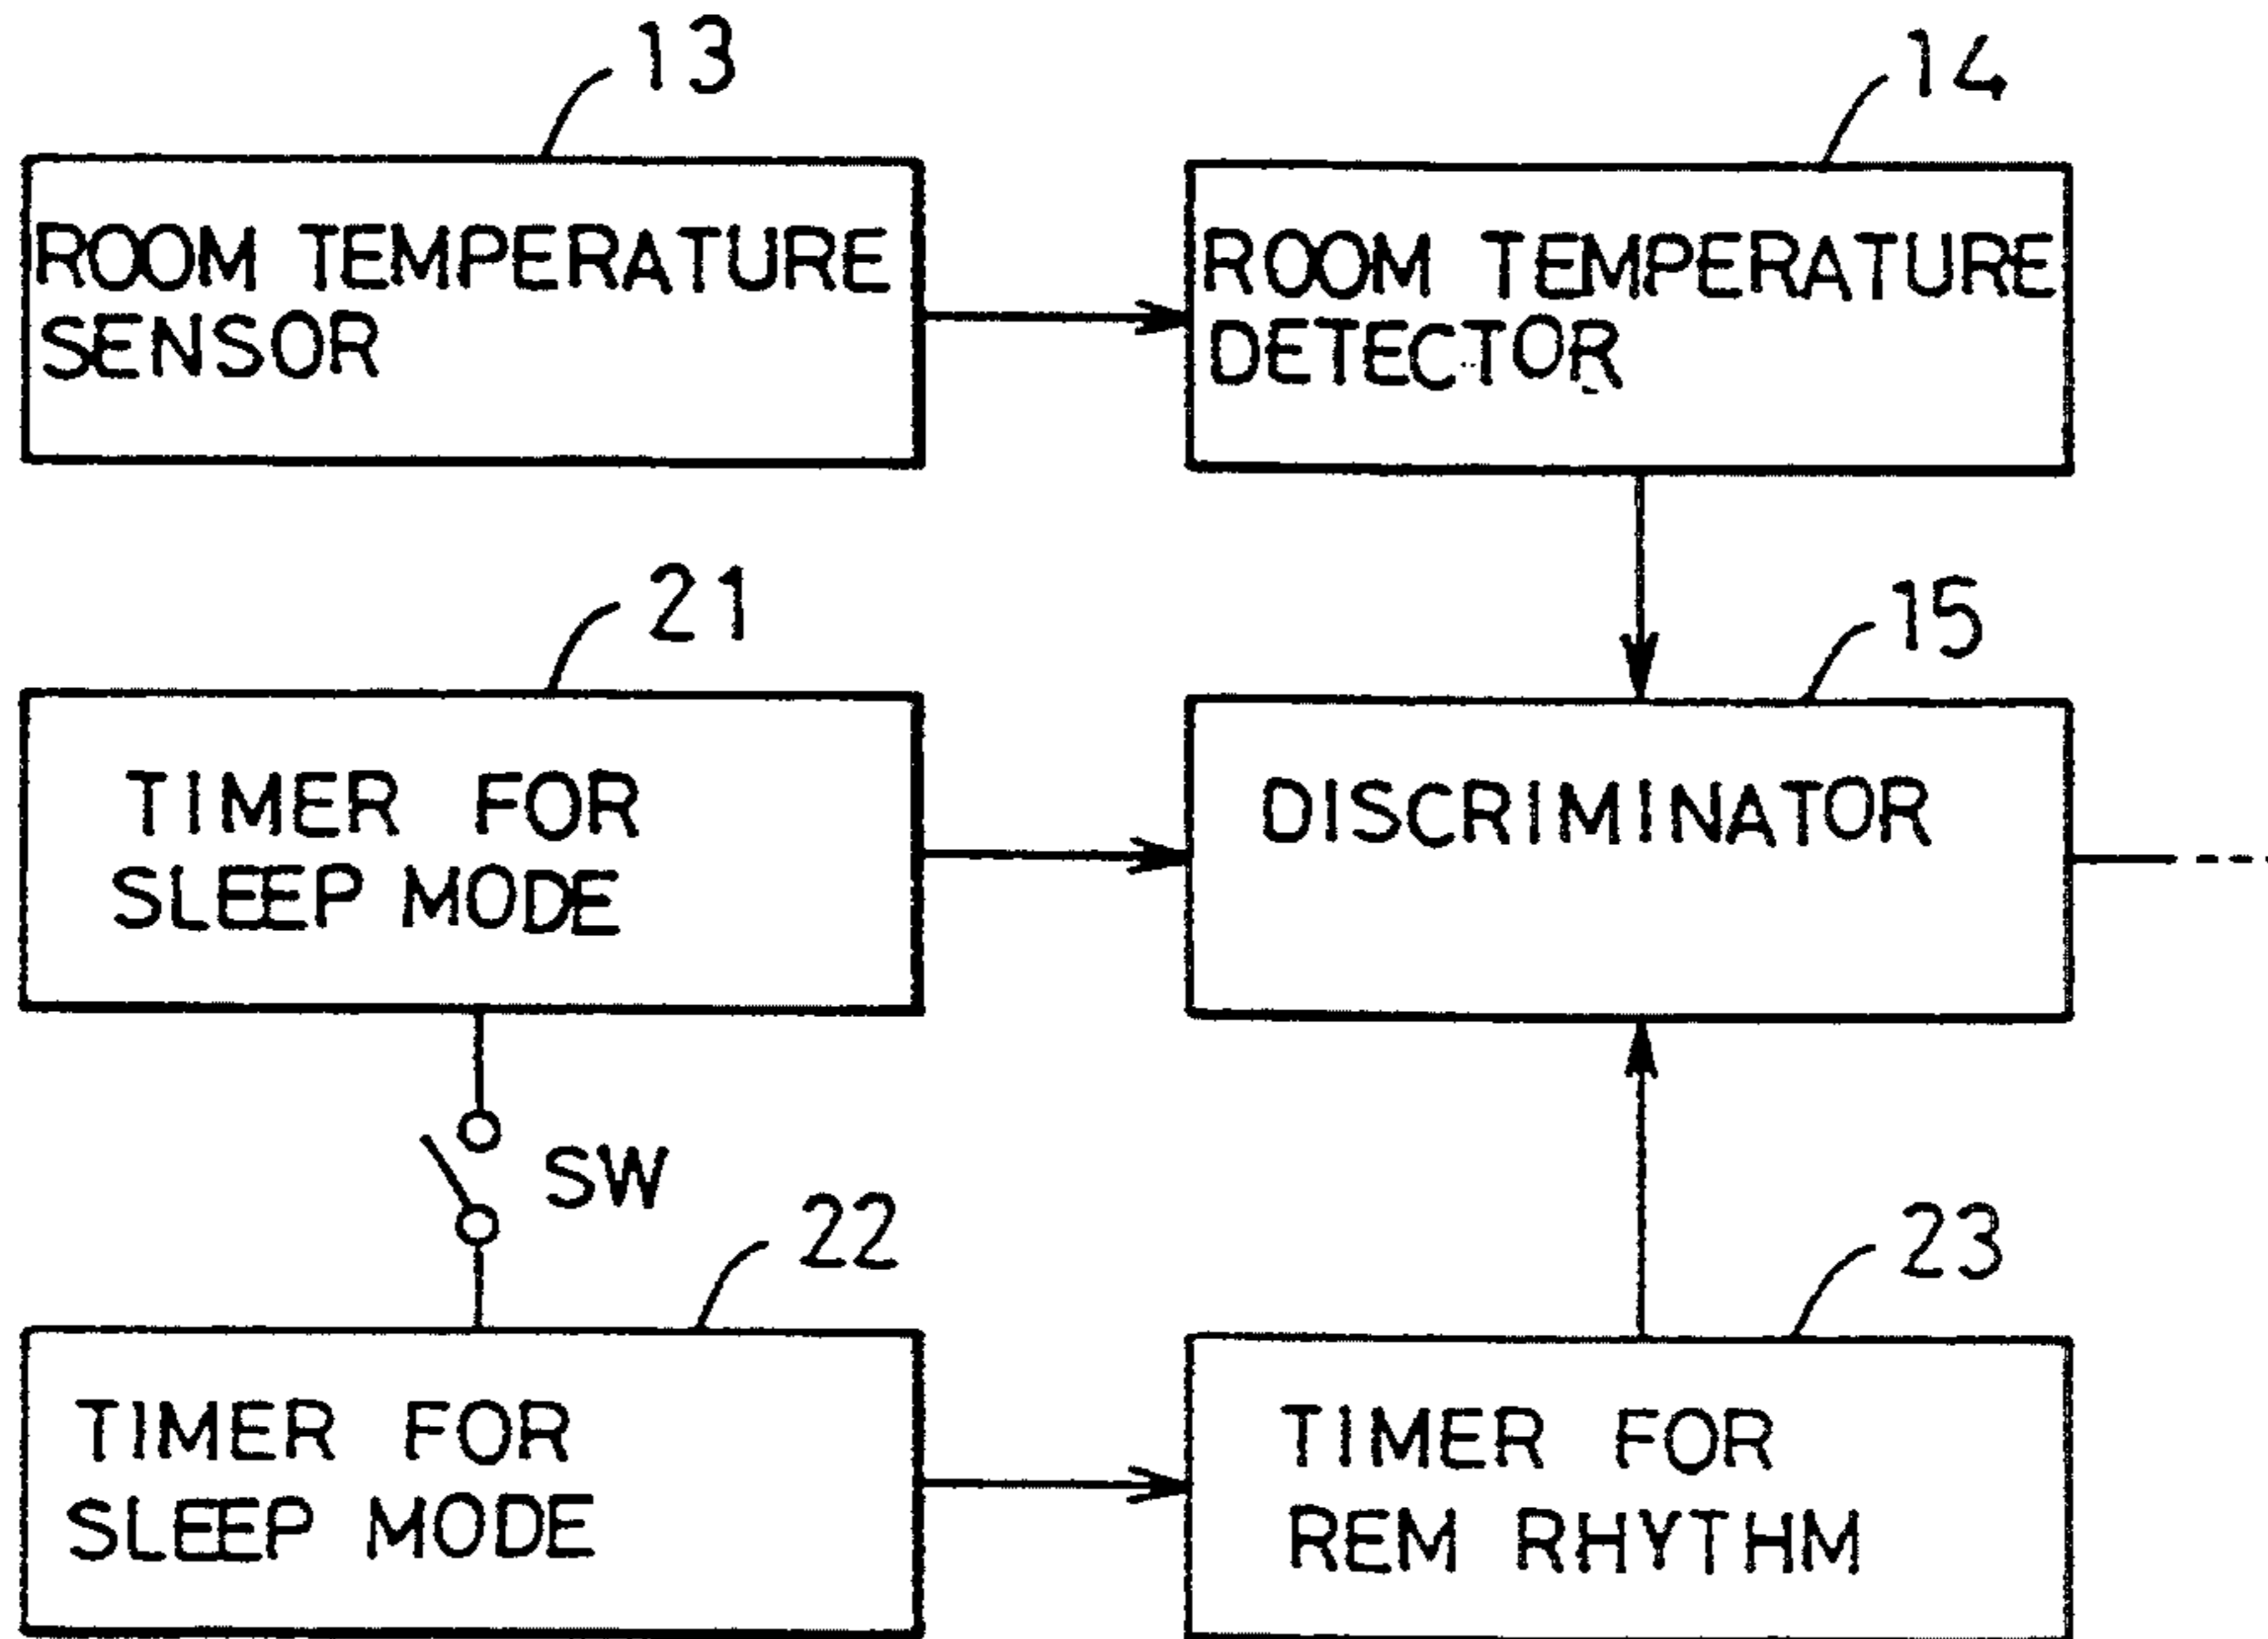 13
14
ROOM TEMPERATURE
SENSOR
ROOM TEMPERATURE
DETECTOR
21
15
TIMER FOR
SLEEP MODE
DISCRIMINATOR
SW
22
23
TIMER FOR
SLEEP MODE
TIMER FOR
REM RHYTHM